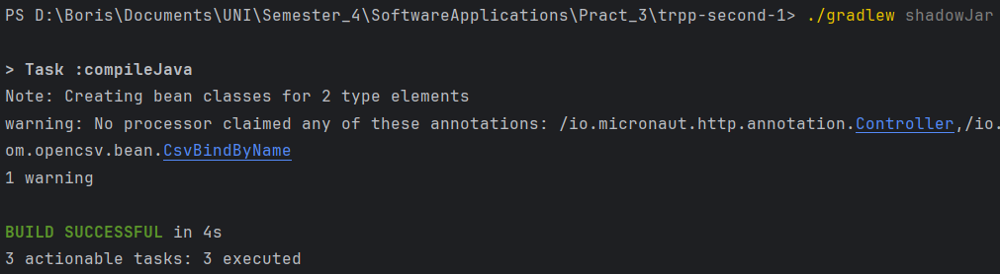 PS D:\Boris\Documents\UNI\Semester_4\SoftwareApplications\Pract_3\trpp-second-1> ./gradlew shadowJar
> Task :compileJava
Note: Creating bean classes for 2 type elements
warning: No processor claimed any of these annotations: /io.micronaut.http.annotation.Controller,/io.
om.opencsv.bean.CsvBindByName
1 warning
BUILD SUCCESSFUL in 4s
3 actionable tasks: 3 executed